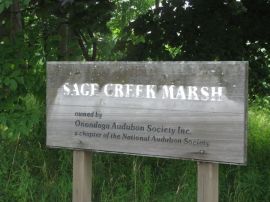 SAGE CREEK MARSH
owned by
Onondaga Audubon Society Inc.
a chapter of the National Audubon Society